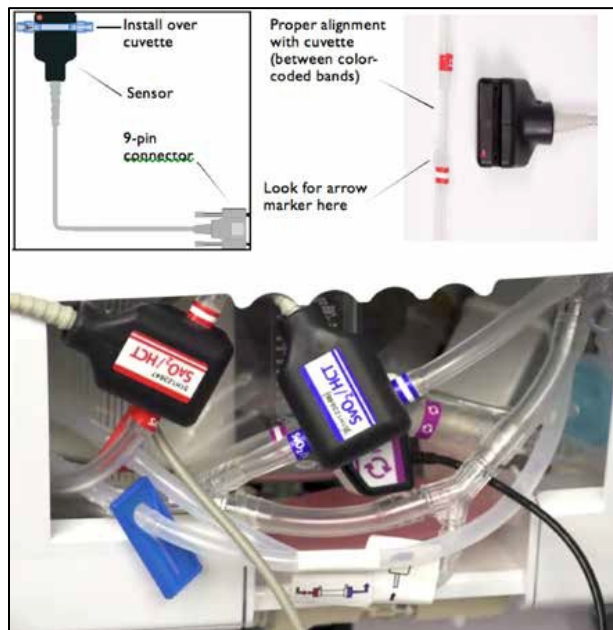 Install over
cuvette
Sensor
9-pin
connector
Proper alignment
with cuvette
(between color-
coded bands)
Look for arrow
marker here
SaO2/HCT
SvO2/HCT